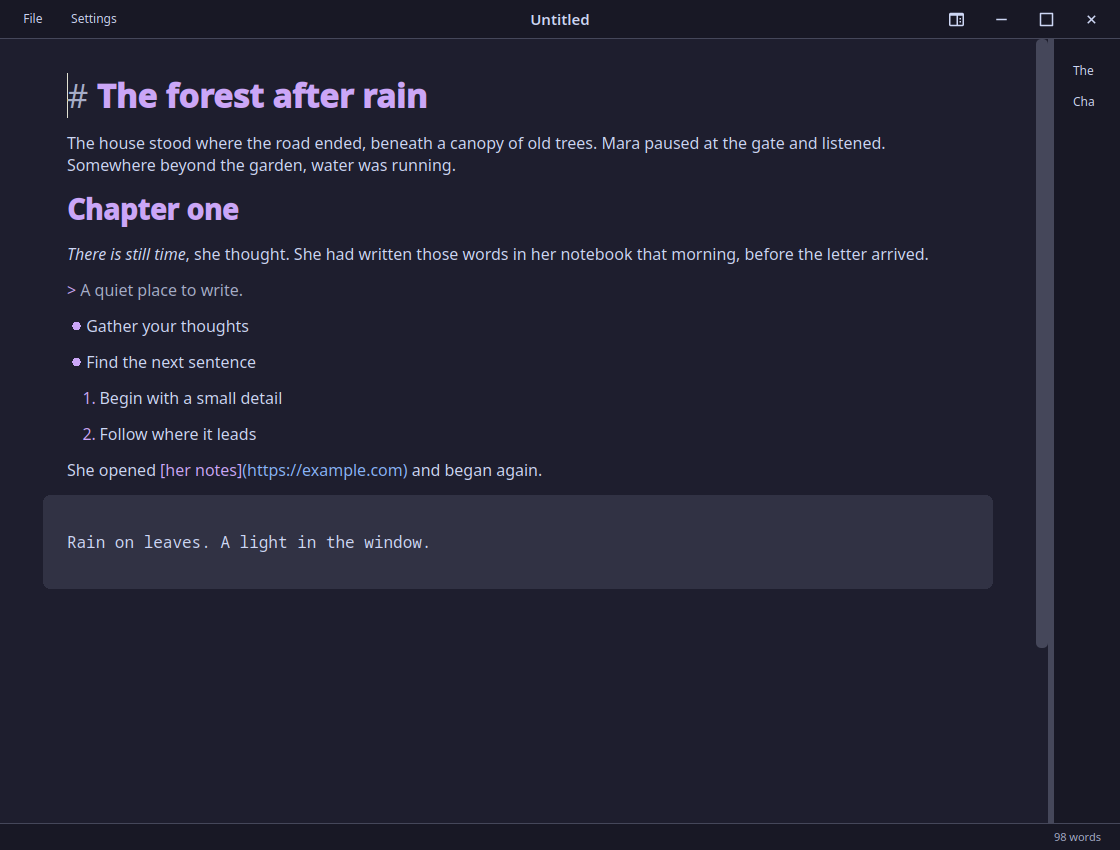 File Settings Untitled
# The forest after rain
The house stood where the road ended, beneath a canopy of old trees. Mara paused at the gate and listened.
Somewhere beyond the garden, water was running.
Chapter one
There is still time, she thought. She had written those words in her notebook that morning, before the letter arrived.
> A quiet place to write.
Gather your thoughts
Find the next sentence
1. Begin with a small detail
2. Follow where it leads
She opened [her notes](https://example.com) and began again.
Rain on leaves. A light in the window.
The
Cha
98 words